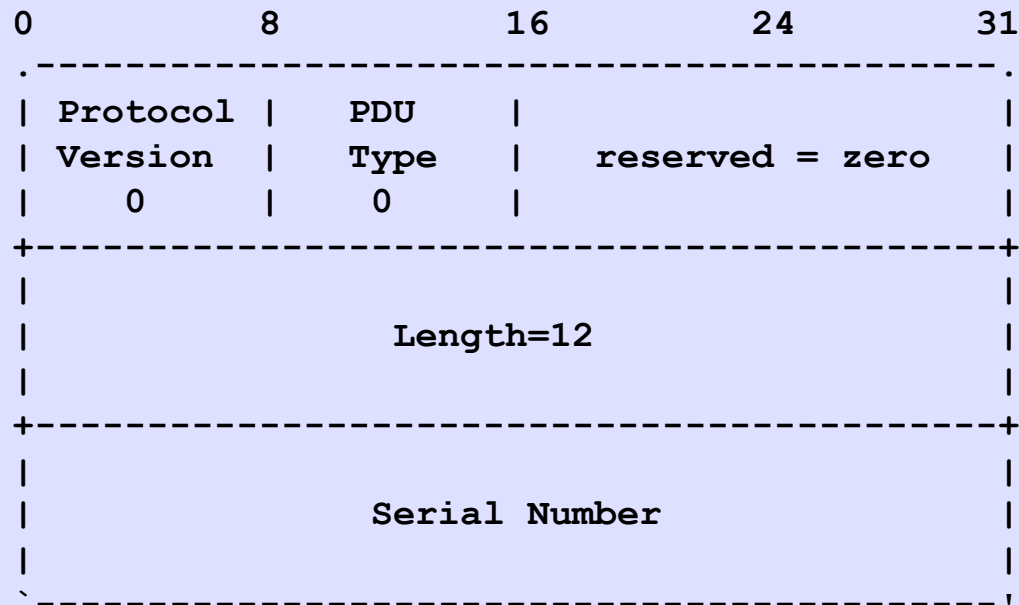 0          8          16         24        31
.-------------------------------------------.
| Protocol |   PDU    |                     |
| Version  |   Type   |   reserved = zero   |
|    0     |    0     |                     |
+-------------------------------------------+
|                                           |
|                Length=12                  |
|                                           |
+-------------------------------------------+
|                                           |
|               Serial Number               |
|                                           |
`-------------------------------------------'